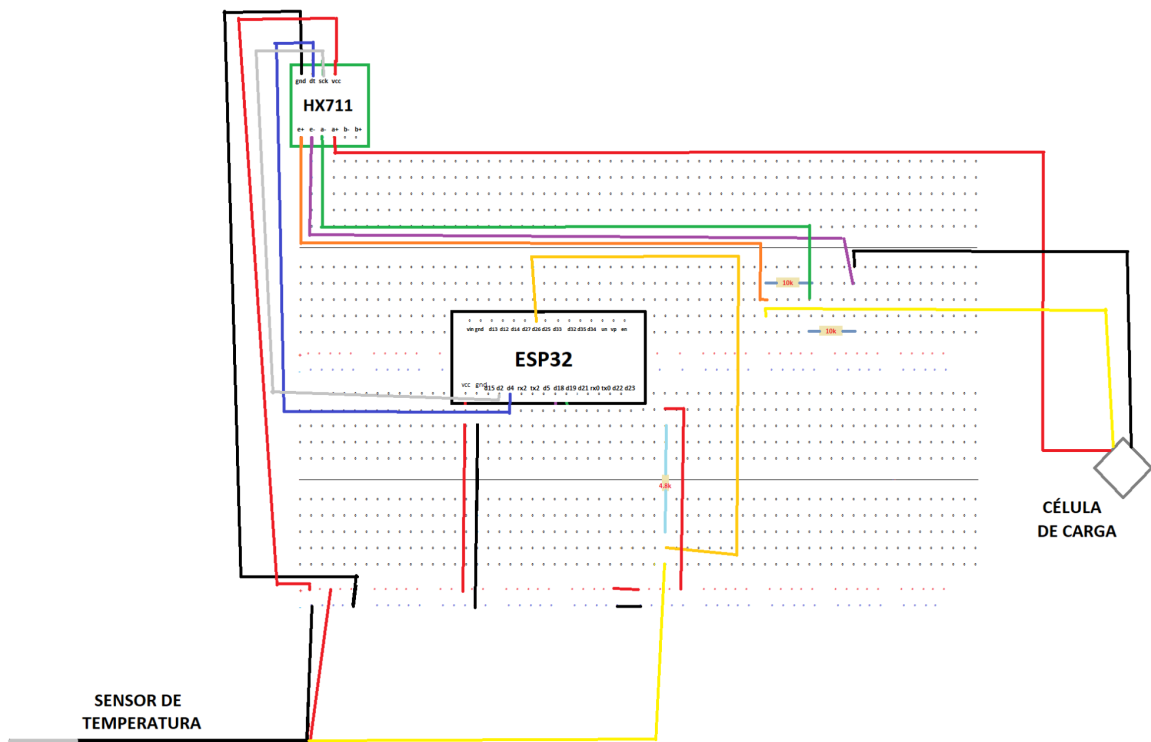 gnd dt sck vcc
HX711
e+ e- a- a+ b- b+
10k
10k
vin gnd d13 d12 d14 d27 d26 d25 d33 d32 d35 d34 un vp en
ESP32
vcc gnd
d15 d2 d4 rx2 tx2 d5 d18 d19 d21 rx0 tx0 d22 d23
4.8k
CÉLULA
DE CARGA
SENSOR DE
TEMPERATURA